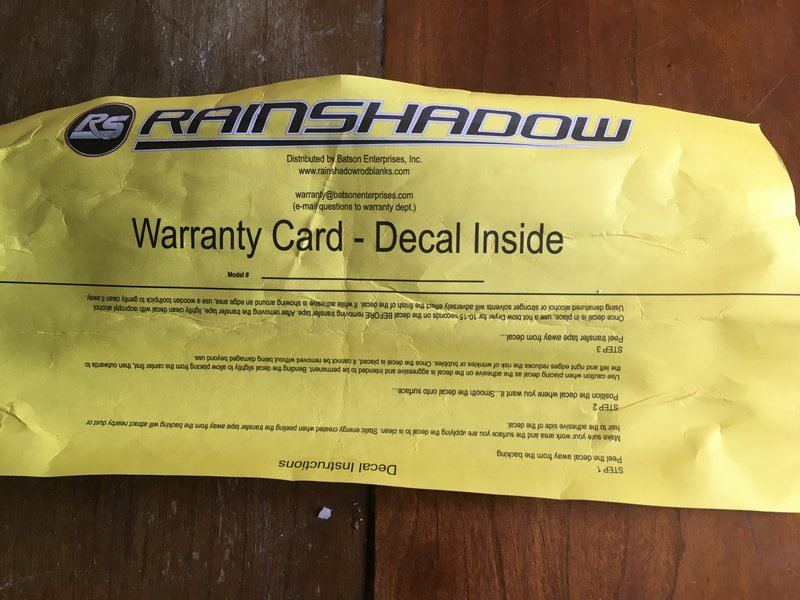 RS RAINSHADOW
Distributed by Batson Enterprises, Inc.
www.rainshadowrodblanks.com
warranty@batsonenterprises.com
(e-mail questions to warranty dept.)
Warranty Card - Decal Inside
Model #
Decal Instructions
STEP 1
Peel the decal away from the backing
Make sure your work area and the surface you are applying the decal to is clean. Static energy created when peeling the transfer tape away from the backing will attract nearby dust or
hair to the adhesive side of the decal.
STEP 2
Position the decal where you want it...Smooth the decal onto surface..
Use caution when placing decal as the adhesive on the decal is aggressive and intended to be permanent. Bending the decal slightly to allow placing from the center first, then outwards to
the left and right edges reduces the risk of wrinkles or bubbles. Once the decal is placed, it cannot be removed without being damaged beyond use.
STEP 3
Peel transfer tape away from decal...
Once decal is in place, use a hot blow Dryer for 10-15 seconds on the decal BEFORE removing transfer tape. After removing the transfer tape, lightly clean decal with isopropyl alcohol.
Using denatured alcohol or stronger solvents will adversely effect the finish of the decal. If white adhesive is showing on around an edge area, use a wooden toothpick to gently clean it away.